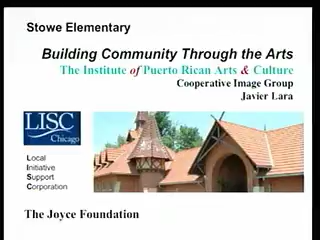 Stowe Elementary
Building Community Through the Arts
The Institute of Puerto Rican Arts & Culture
Cooperative Image Group
Javier Lara
LISC
Chicago
Local
Initiative
Support
Corporation
The Joyce Foundation